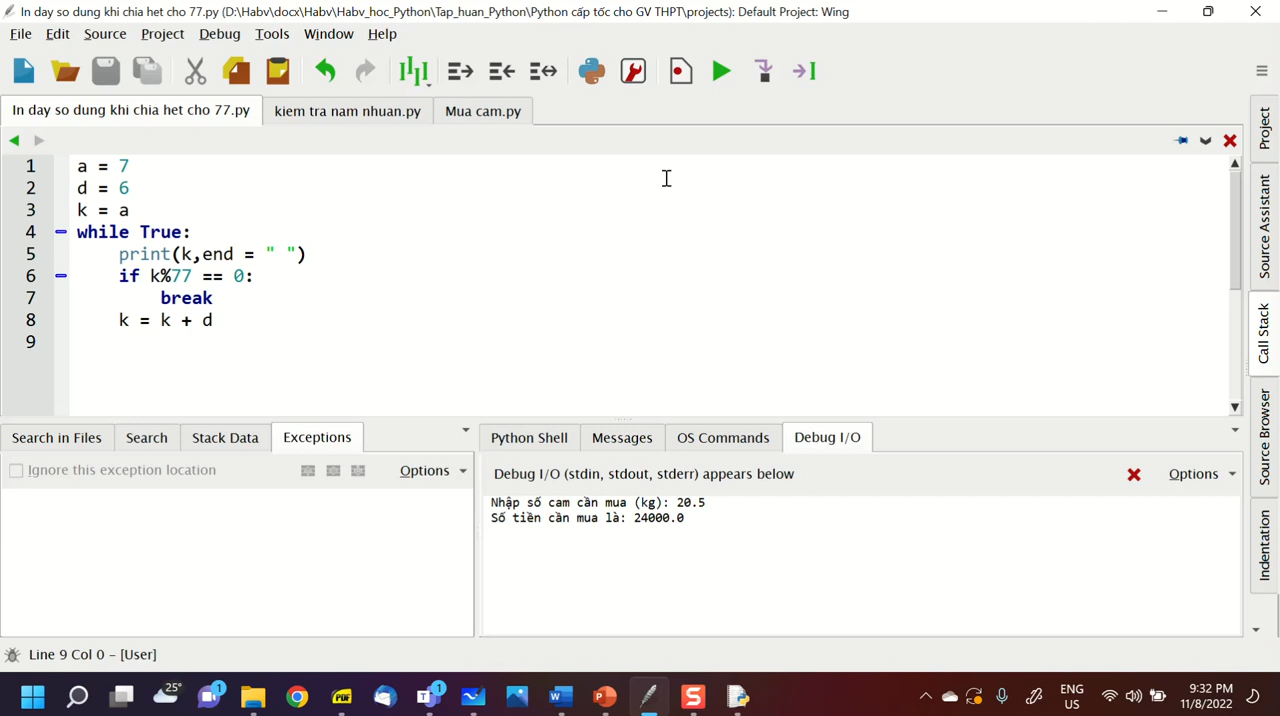 In day so dung khi chia het cho 77.py (D:\Habv\docx\Habv\Habv_hoc_Python\Tap_huan_Python\Python cấp tốc cho GV THPT\projects): Default Project: Wing
File Edit Source Project Debug Tools Window Help
In day so dung khi chia het cho 77.py kiem tra nam nhuan.py Mua cam.py
1 a = 7
2 d = 6
3 k = a
4 while True:
5 print(k,end = " ")
6 if k%77 == 0:
7 break
8 k = k + d
9
Project
Source Assistant
Call Stack
Source Browser
Indentation
Search in Files Search Stack Data Exceptions
Ignore this exception location Options
Python Shell Messages OS Commands Debug I/O
Debug I/O (stdin, stdout, stderr) appears below Options
Nhập số cam cần mua (kg): 20.5
Số tiền cần mua là: 24000.0
Line 9 Col 0 – [User]
25° 1 PDF 1 ENG US 9:32 PM 11/8/2022